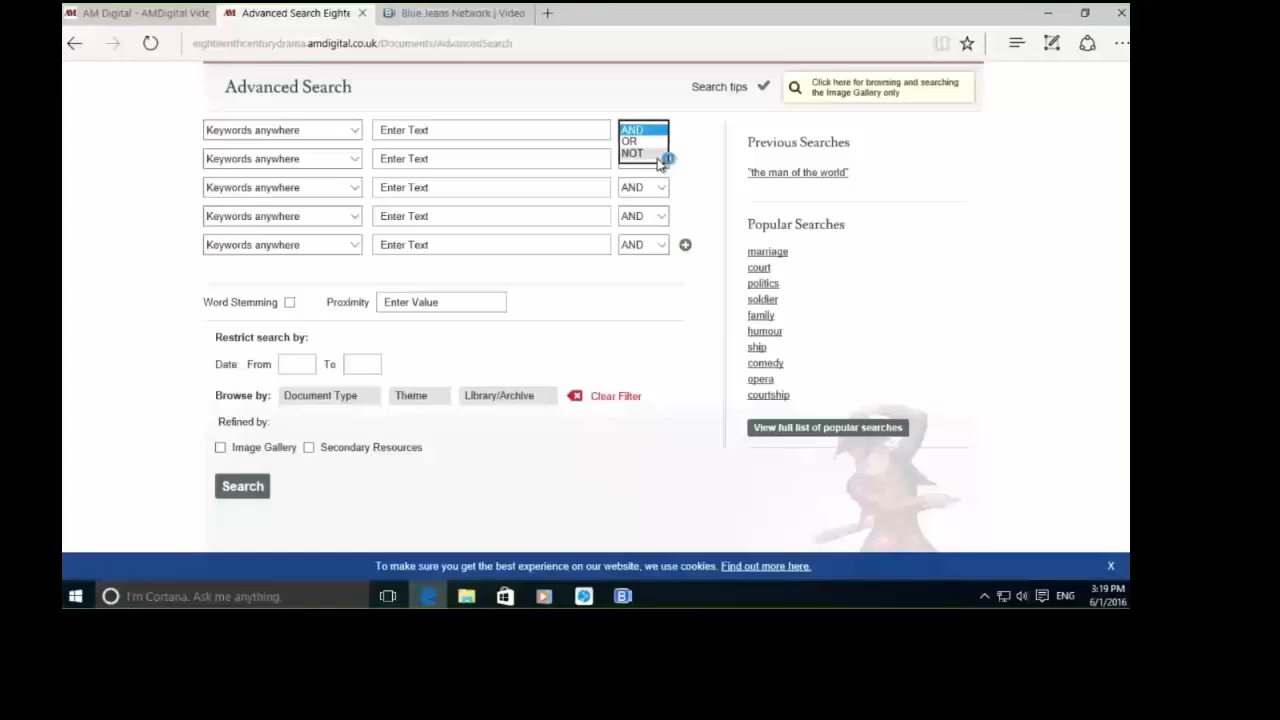 AM Digital - AMDigital Vide
Advanced Search Eighte
Blue Jeans Network | Video
eighteenthcenturydrama.amdigital.co.uk/Documents/AdvancedSearch
Advanced Search
Search tips
Click here for browsing and searching
the Image Gallery only
Keywords anywhere Enter Text AND
OR
NOT
Keywords anywhere Enter Text
Keywords anywhere Enter Text AND
Keywords anywhere Enter Text AND
Keywords anywhere Enter Text AND
Word Stemming Proximity Enter Value
Restrict search by:
Date: From To
Browse by: Document Type Theme Library/Archive Clear Filter
Refined by:
Image Gallery Secondary Resources
Search
Previous Searches
"the man of the world"
Popular Searches
marriage
court
politics
soldier
family
humour
ship
comedy
opera
courtship
View full list of popular searches
To make sure you get the best experience on our website, we use cookies. Find out more here. X
I'm Cortana. Ask me anything.
ENG
3:19 PM
6/1/2016